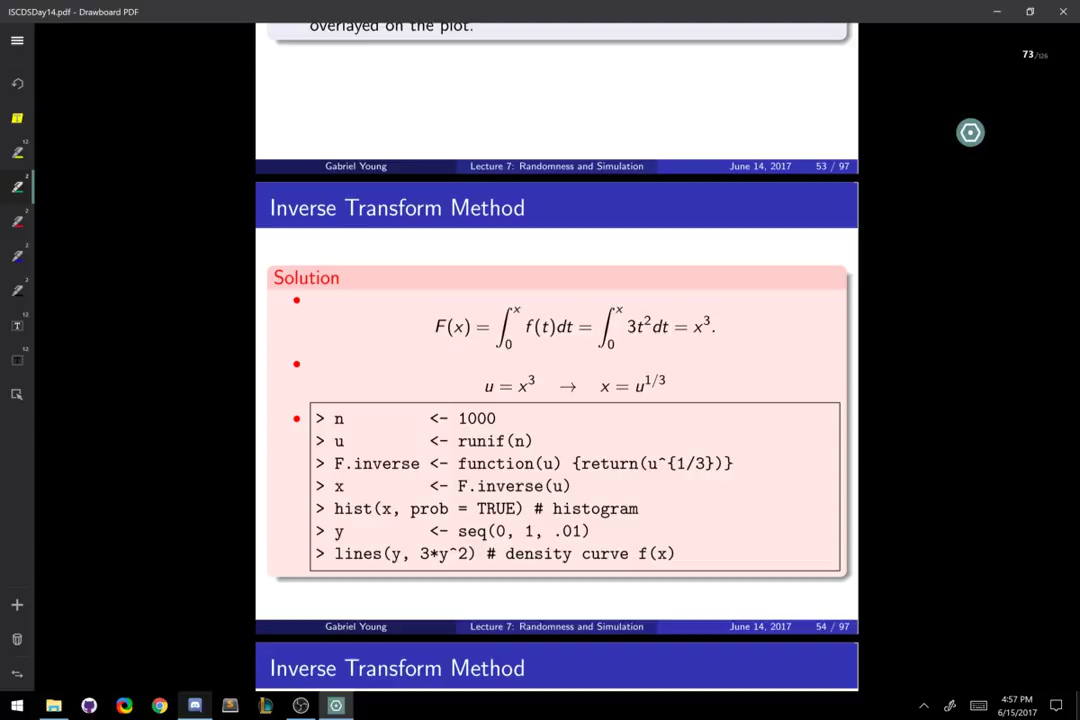 ISCDSDay14.pdf - Drawboard PDF
overlayed on the plot.
73/126
Gabriel Young Lecture 7: Randomness and Simulation June 14, 2017 53 / 97
Inverse Transform Method
Solution
F(x) = ∫₀ˣ f(t)dt = ∫₀ˣ 3t²dt = x³.
u = x³ → x = u^{1/3}
> n <- 1000
> u <- runif(n)
> F.inverse <- function(u) {return(u^{1/3})}
> x <- F.inverse(u)
> hist(x, prob = TRUE) # histogram
> y <- seq(0, 1, .01)
> lines(y, 3*y^2) # density curve f(x)
Gabriel Young Lecture 7: Randomness and Simulation June 14, 2017 54 / 97
Inverse Transform Method
4:57 PM
6/15/2017